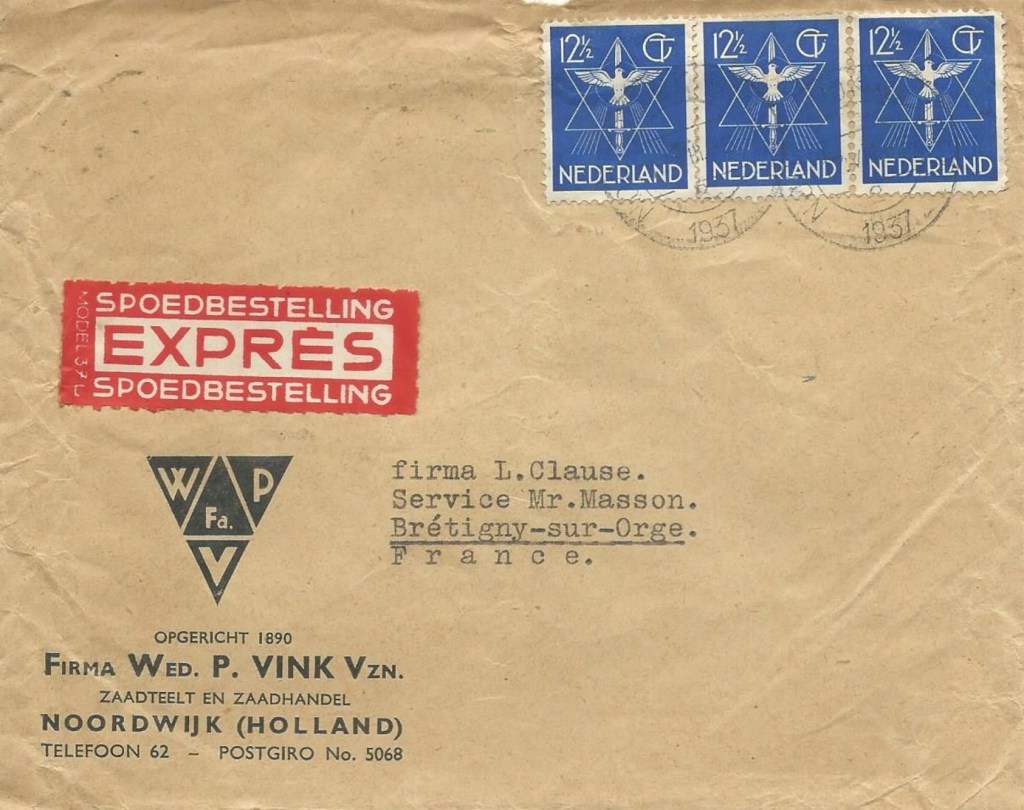 12½ CT
NEDERLAND
12½ CT
NEDERLAND
12½ CT
NEDERLAND
1937
1937
MODEL 37 L
SPOEDBESTELLING
EXPRÈS
SPOEDBESTELLING
W P
Fa.
V
firma L.Clause.
Service Mr.Masson.
Brétigny-sur-Orge.
F r a n c e.
OPGERICHT 1890
FIRMA WED. P. VINK VZN.
ZAADTEELT EN ZAADHANDEL
NOORDWIJK (HOLLAND)
TELEFOON 62 – POSTGIRO No. 5068